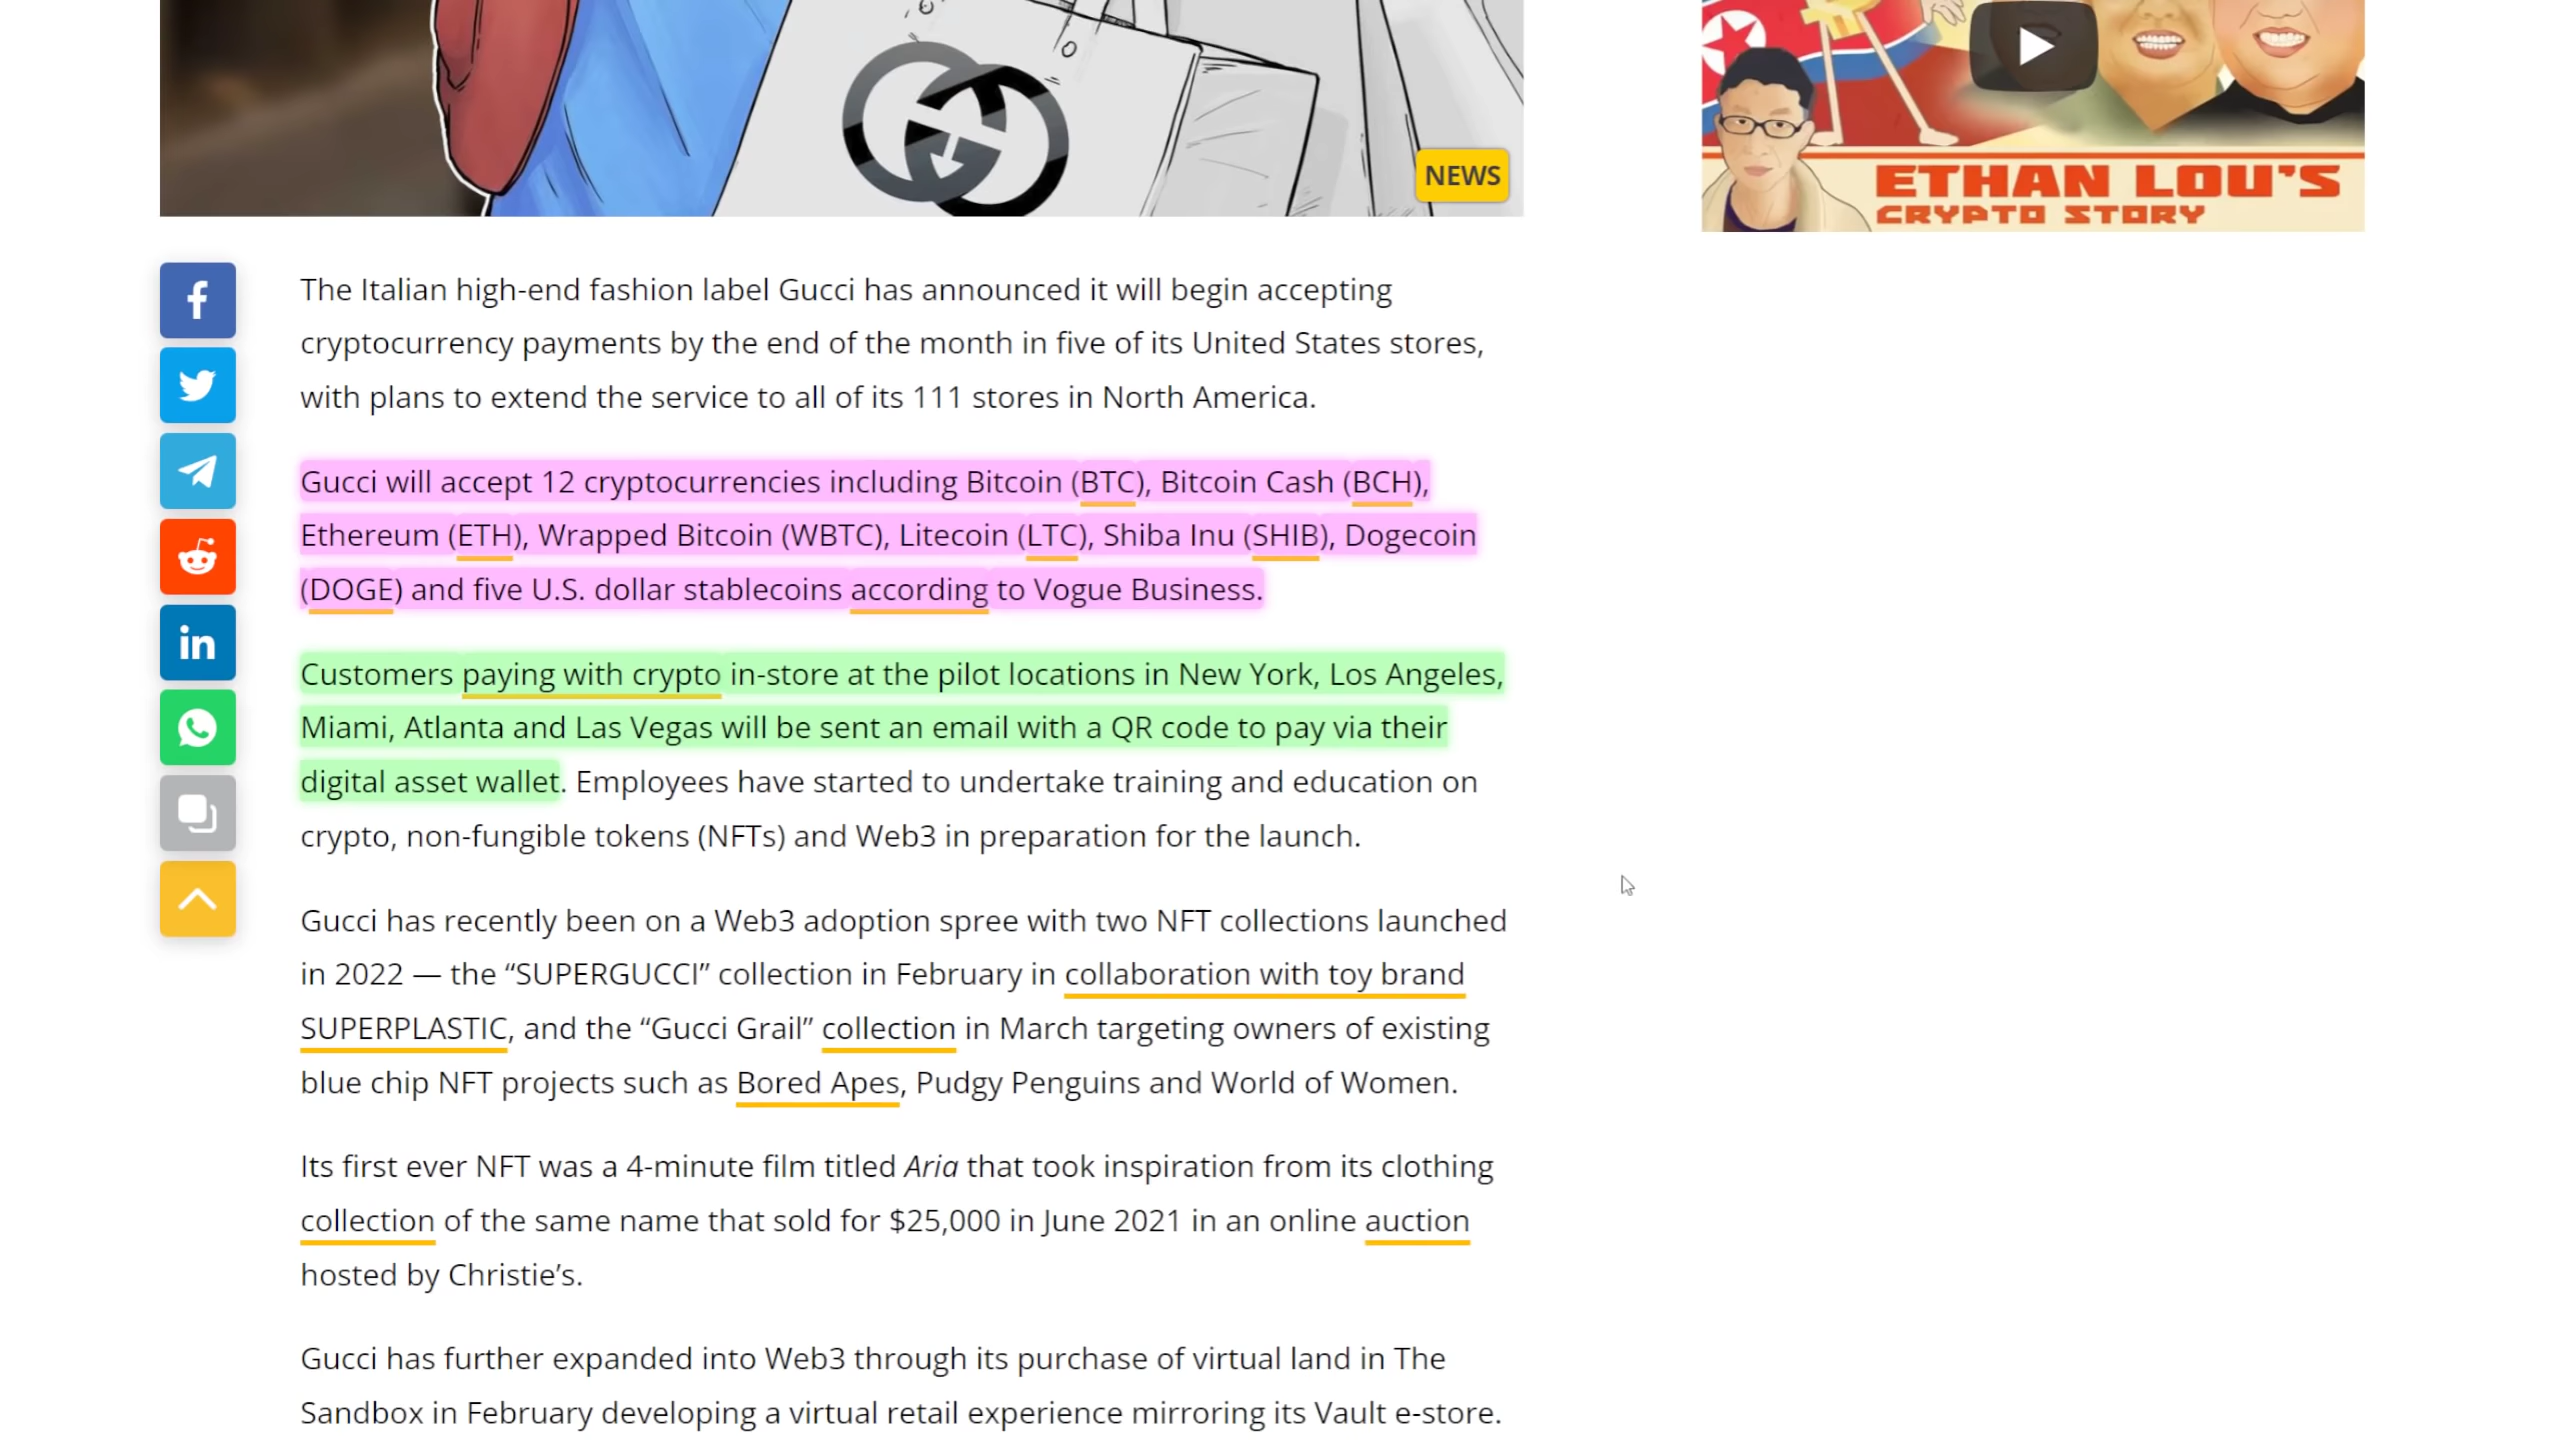 NEWS
ETHAN LOU'S
CRYPTO STORY
The Italian high-end fashion label Gucci has announced it will begin accepting
cryptocurrency payments by the end of the month in five of its United States stores,
with plans to extend the service to all of its 111 stores in North America.
Gucci will accept 12 cryptocurrencies including Bitcoin (BTC), Bitcoin Cash (BCH),
Ethereum (ETH), Wrapped Bitcoin (WBTC), Litecoin (LTC), Shiba Inu (SHIB), Dogecoin
(DOGE) and five U.S. dollar stablecoins according to Vogue Business.
Customers paying with crypto in-store at the pilot locations in New York, Los Angeles,
Miami, Atlanta and Las Vegas will be sent an email with a QR code to pay via their
digital asset wallet. Employees have started to undertake training and education on
crypto, non-fungible tokens (NFTs) and Web3 in preparation for the launch.
Gucci has recently been on a Web3 adoption spree with two NFT collections launched
in 2022 — the “SUPERGUCCI” collection in February in collaboration with toy brand
SUPERPLASTIC, and the “Gucci Grail” collection in March targeting owners of existing
blue chip NFT projects such as Bored Apes, Pudgy Penguins and World of Women.
Its first ever NFT was a 4-minute film titled Aria that took inspiration from its clothing
collection of the same name that sold for $25,000 in June 2021 in an online auction
hosted by Christie’s.
Gucci has further expanded into Web3 through its purchase of virtual land in The
Sandbox in February developing a virtual retail experience mirroring its Vault e-store.